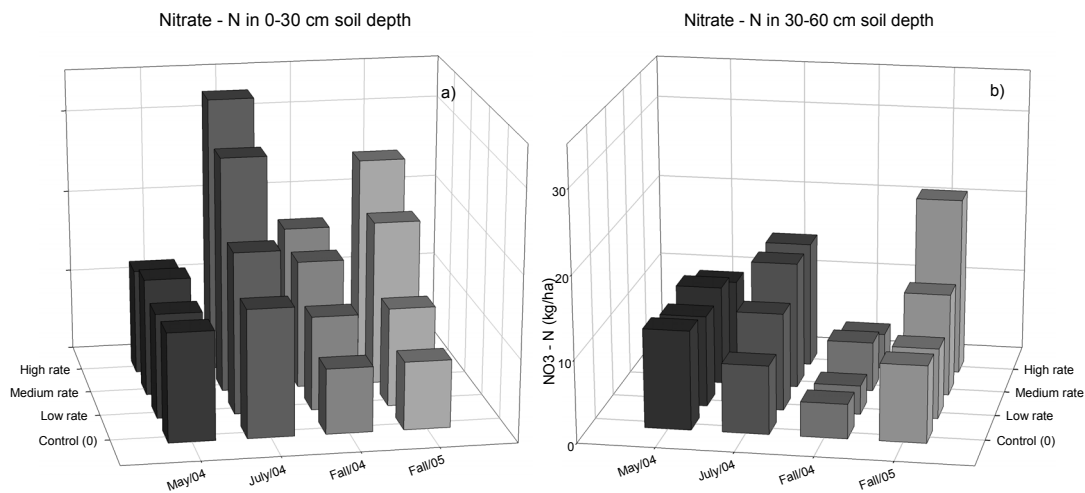 Nitrate - N in 0-30 cm soil depth
a)
High rate
Medium rate
Low rate
Control (0)
May/04
July/04
Fall/04
Fall/05
Nitrate - N in 30-60 cm soil depth
b)
NO3 - N (kg/ha)
30
20
10
0
High rate
Medium rate
Low rate
Control (0)
May/04
July/04
Fall/04
Fall/05